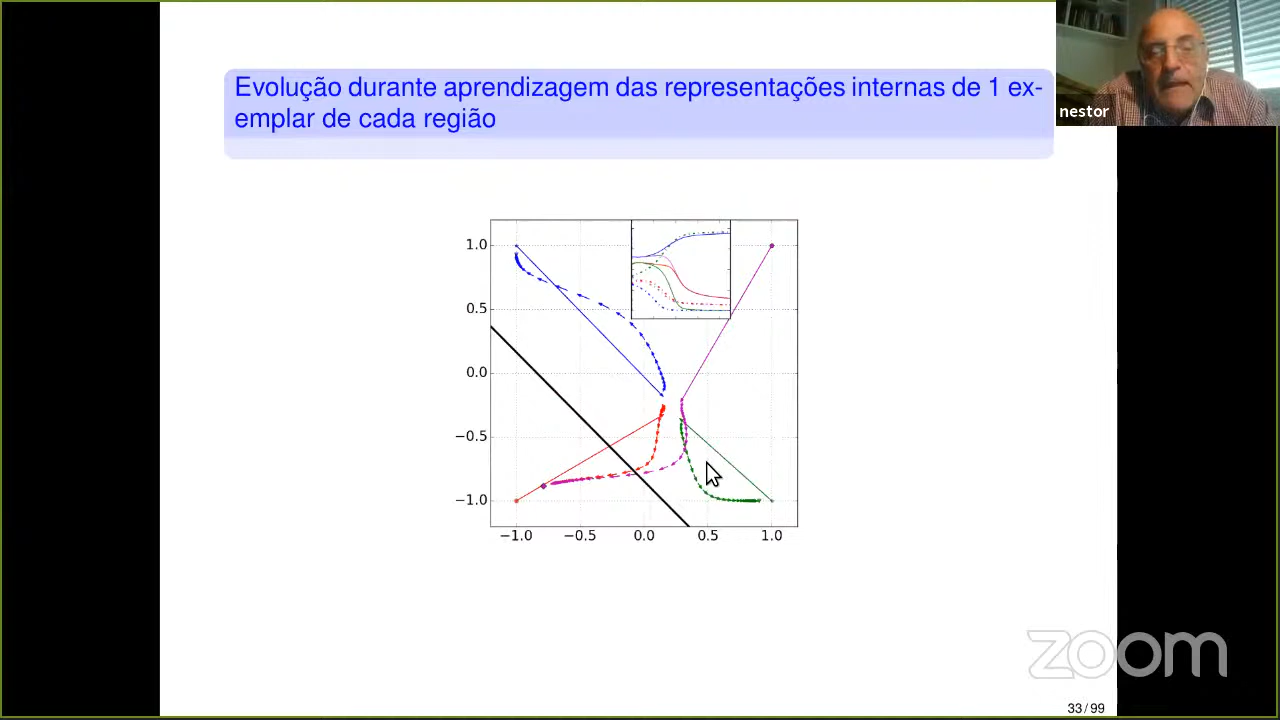 Evolução durante aprendizagem das representações internas de 1 ex-
emplar de cada região
nestor
1.0
0.5
0.0
−0.5
−1.0
−1.0 −0.5 0.0 0.5 1.0
zoom
33 / 99